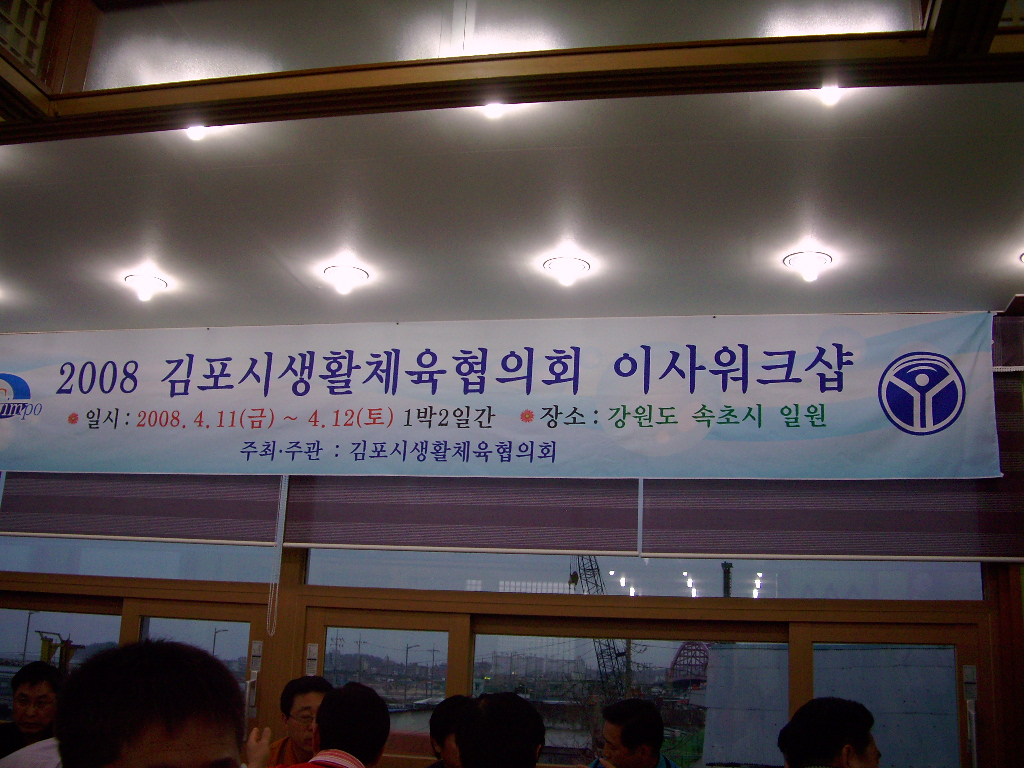 2008 김포시생활체육협의회 이사워크샵
일시 : 2008. 4. 11(금) ~ 4. 12(토) 1박2일간 장소 : 강원도 속초시 일원
주최·주관 : 김포시생활체육협의회